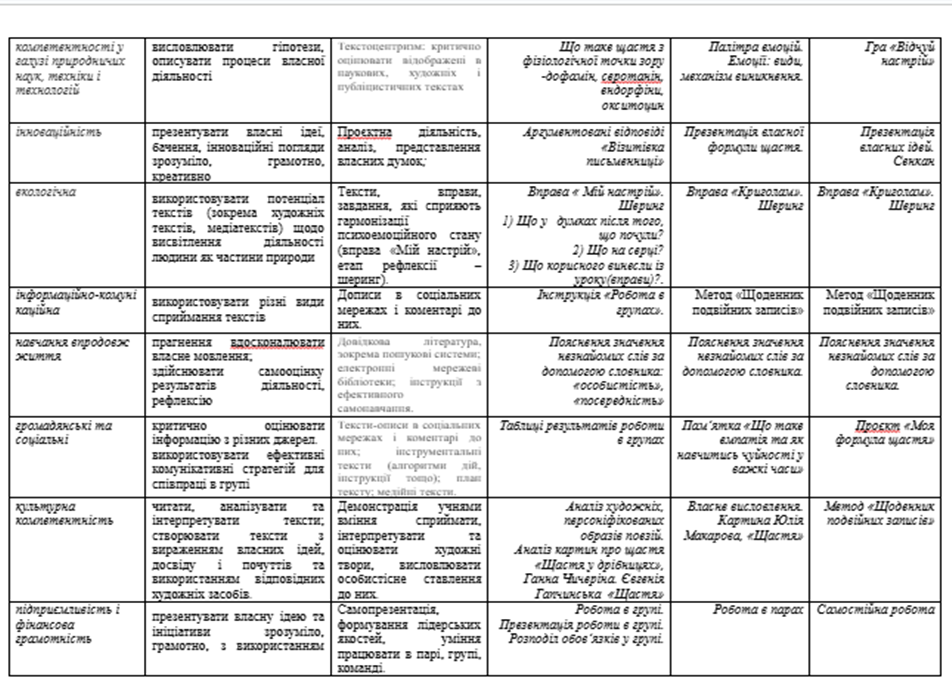 компетентності у
галузі природничих
наук, техніки і
технологій
висловлювати гіпотези,
описувати процеси власної
діяльності
Текстоцентризм: критично
оцінювати відображені в
наукових, художніх і
публіцистичних текстах
Що таке щастя з
фізіологічної точки зору
-дофамін, серотонін,
ендорфіни,
окситоцин
Палітра емоцій.
Емоції: види,
механізм виникнення.
Гра «Відчуй
настрій»
інноваційність
презентувати власні ідеї,
бачення, інноваційні погляди
зрозуміло, грамотно,
креативно
Проєктна діяльність,
аналіз, представлення
власних думок;
Аргументовані відповіді
«Візитівка
письменниці»
Презентація власної
формули щастя.
Презентація
власних ідей.
Сенкан
екологічна
використовувати потенціал
текстів (зокрема художніх
текстів, медіатекстів) щодо
висвітлення діяльності
людини як частини природи
Тексти, вправи,
завдання, які сприяють
гармонізації
психоемоційного стану
(вправа «Мій настрій»,
етап рефлексії –
шеринг).
Вправа « Мій настрій».
Шеринг
1) Що у думках після того,
що почули?
2) Що на серці?
3) Що корисного винесли із
уроку(вправи)?.
Вправа «Криголам».
Шеринг
Вправа «Криголам».
Шеринг
інформаційно-комуні
каційна
використовувати різні види
сприймання текстів
Дописи в соціальних
мережах і коментарі до
них.
Інструкція «Робота в
групах».
Метод «Щоденник
подвійних записів»
Метод «Щоденник
подвійних записів»
навчання впродовж
життя
прагнення вдосконалювати
власне мовлення;
здійснювати самооцінку
результатів діяльності,
рефлексію
Довідкова література,
зокрема пошукові системи;
електронні мережеві
бібліотеки; інструкції з
ефективного
самонавчання.
Пояснення значення
незнайомих слів за
допомогою словника:
«особистість»,
«посередність»
Пояснення значення
незнайомих слів за
допомогою словника.
Пояснення значення
незнайомих слів за
допомогою
словника.
громадянські та
соціальні
критично оцінювати
інформацію з різних джерел.
використовувати ефективні
комунікативні стратегій для
співпраці в групі
Тексти-описи в соціальних
мережах і коментарі до
них; інструментальні
тексти (алгоритми дій,
інструкції тощо); план
тексту; медійні тексти.
Таблиці результатів роботи
в групах
Пам’ятка «Що таке
емпатія та як
навчитись чуйності у
важкі часи»
Проєкт «Моя
формула щастя»
культурна
компетентність
читати, аналізувати та
інтерпретувати тексти;
створювати тексти з
вираженням власних ідей,
досвіду і почуттів та
використанням відповідних
художніх засобів.
Демонстрація учнями
вміння сприймати,
інтерпретувати та
оцінювати художні
твори, висловлювати
особистісне ставлення
до них.
Аналіз художніх,
персоніфікованих
образів поезій.
Аналіз картин про щастя
«Щастя у дрібницях»,
Ганна Чичеріна. Євгенія
Гапчинська «Щастя»
Власне висловлення.
Картина Юлія
Макарова, «Щастя»
Метод «Щоденник
подвійних записів»
підприємливість і
фінансова
грамотність
презентувати власну ідею та
ініціативи зрозуміло,
грамотно, з використанням
Самопрезентація,
формування лідерських
якостей, уміння
працювати в парі, групі,
команді.
Робота в групі.
Презентація роботи в групі.
Розподіл обов’язків у групі.
Робота в парах
Самостійна робота